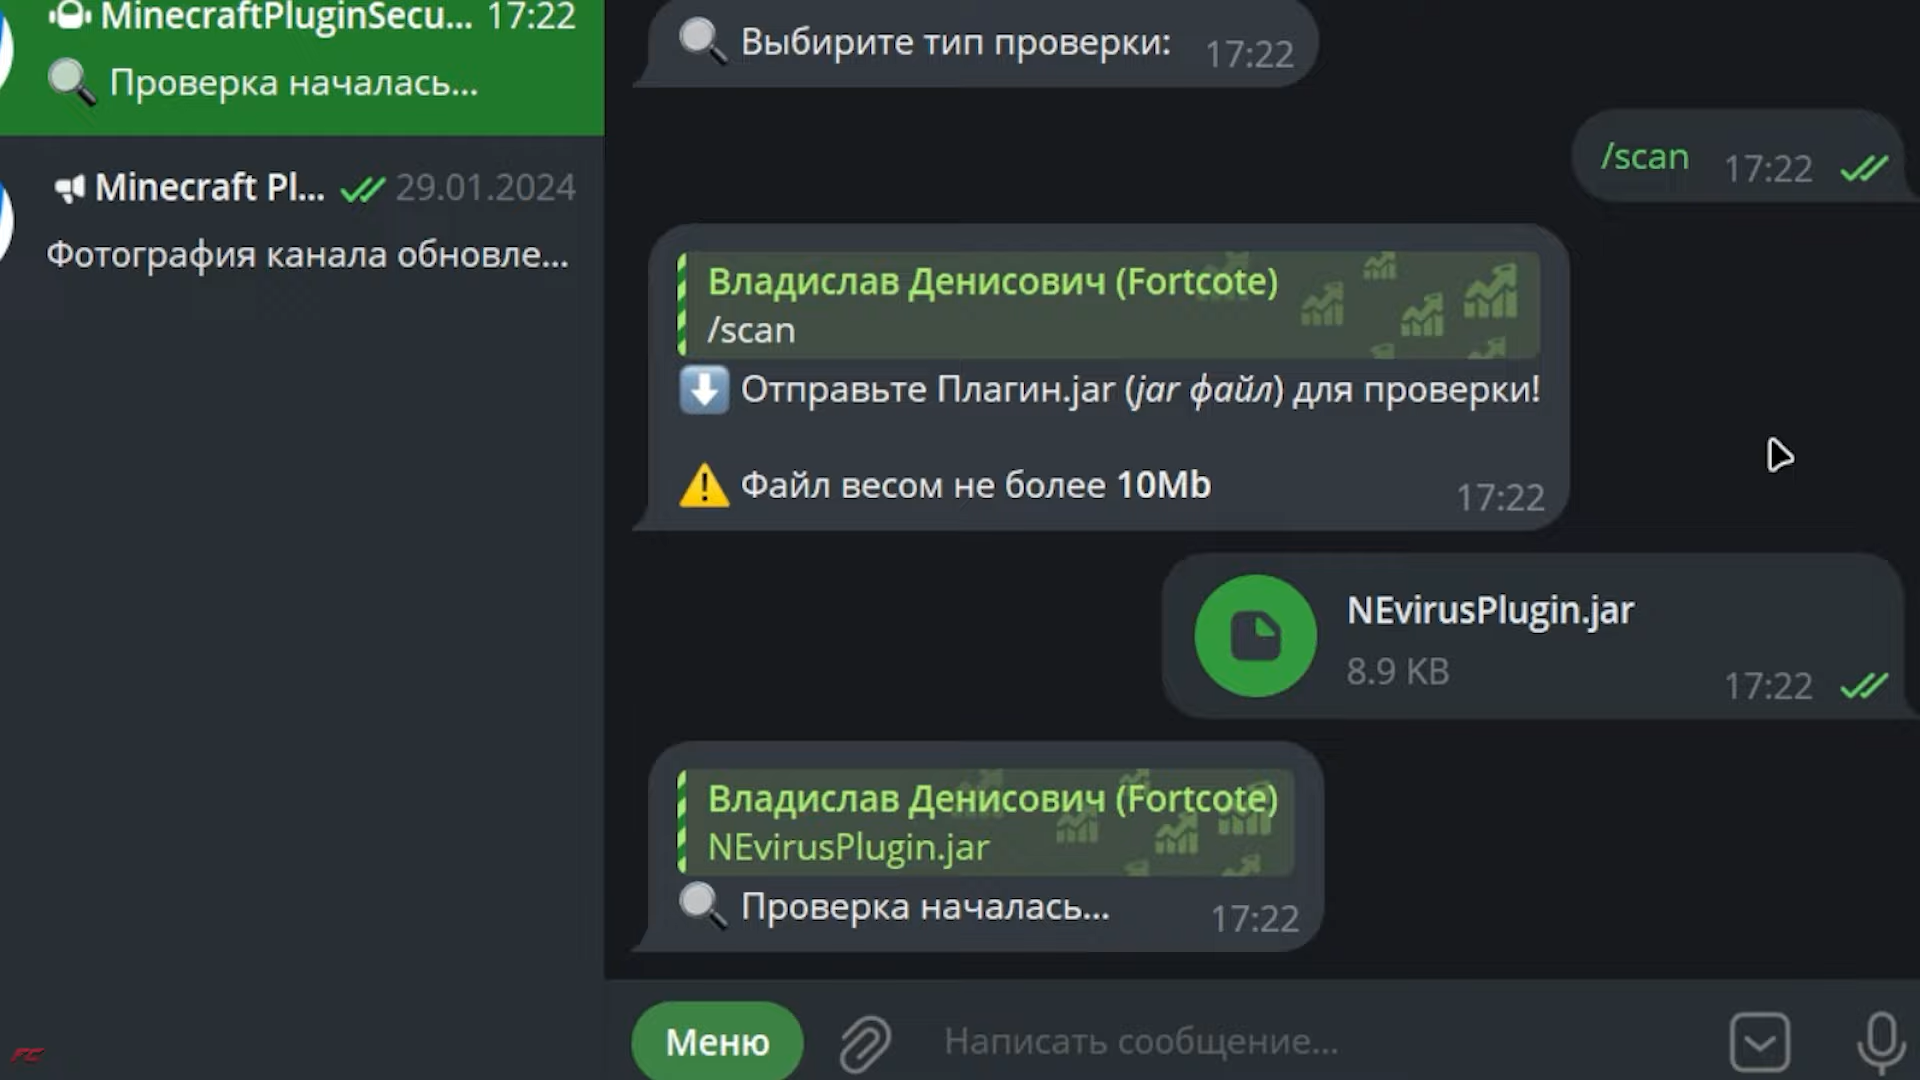 MinecraftPluginSecu... 17:22
Проверка началась...
Minecraft Pl... 29.01.2024
Фотография канала обновле...
Выбирите тип проверки: 17:22
/scan 17:22
Владислав Денисович (Fortcote)
/scan
Отправьте Плагин.jar (jar файл) для проверки!
Файл весом не более 10Mb 17:22
NEvirusPlugin.jar
8.9 KB 17:22
Владислав Денисович (Fortcote)
NEvirusPlugin.jar
Проверка началась... 17:22
Меню Написать сообщение...
FC